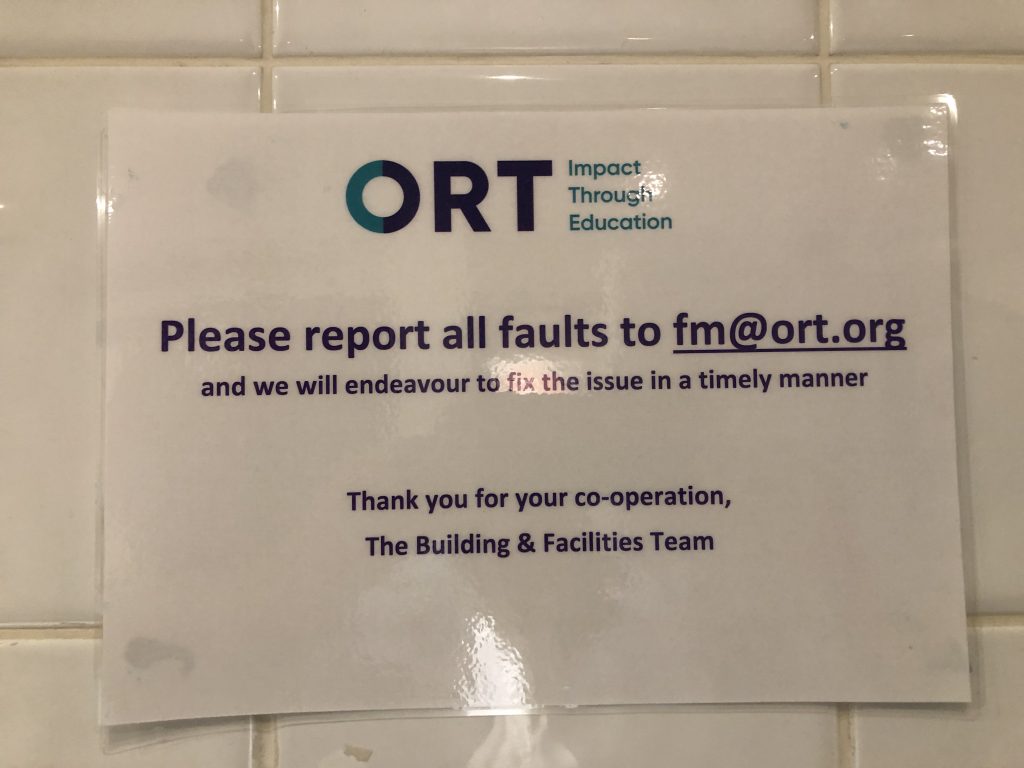 ORT
Impact
Through
Education
Please report all faults to fm@ort.org
and we will endeavour to fix the issue in a timely manner
Thank you for your co-operation,
The Building & Facilities Team